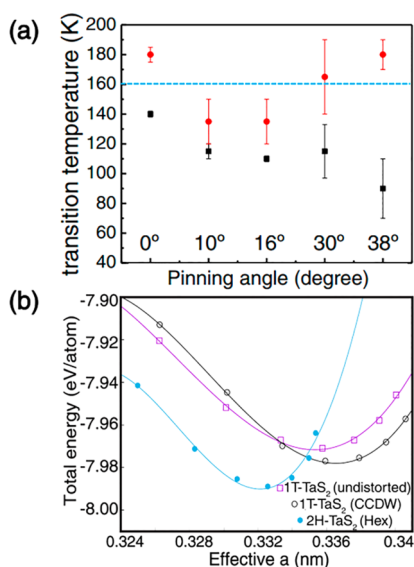 (a)
transition temperature (K)
200
180
160
140
120
100
80
60
40
0° 10° 16° 30° 38°
Pinning angle (degree)
(b)
Total energy (eV/atom)
-7.90
-7.92
-7.94
-7.96
-7.98
-8.00
1T-TaS2 (undistorted)
1T-TaS2 (CCDW)
2H-TaS2 (Hex)
0.324 0.328 0.332 0.336 0.34
Effective a (nm)